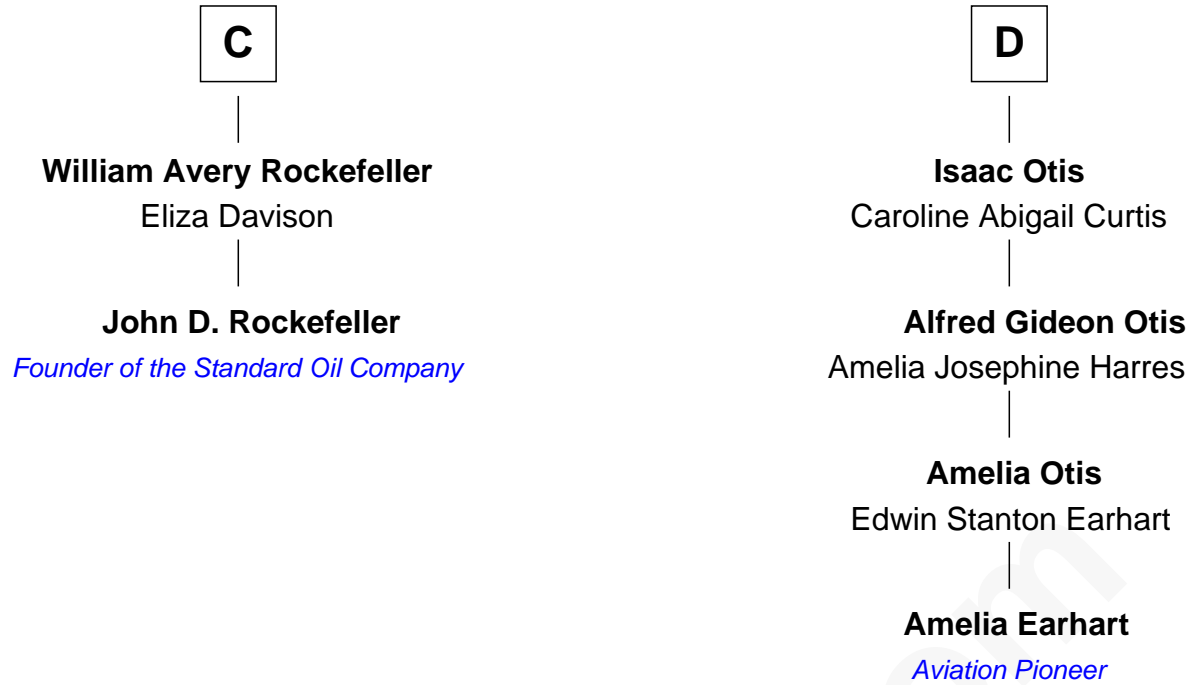 C
William Avery Rockefeller
Eliza Davison
John D. Rockefeller
Founder of the Standard Oil Company
D
Isaac Otis
Caroline Abigail Curtis
Alfred Gideon Otis
Amelia Josephine Harres
Amelia Otis
Edwin Stanton Earhart
Amelia Earhart
Aviation Pioneer